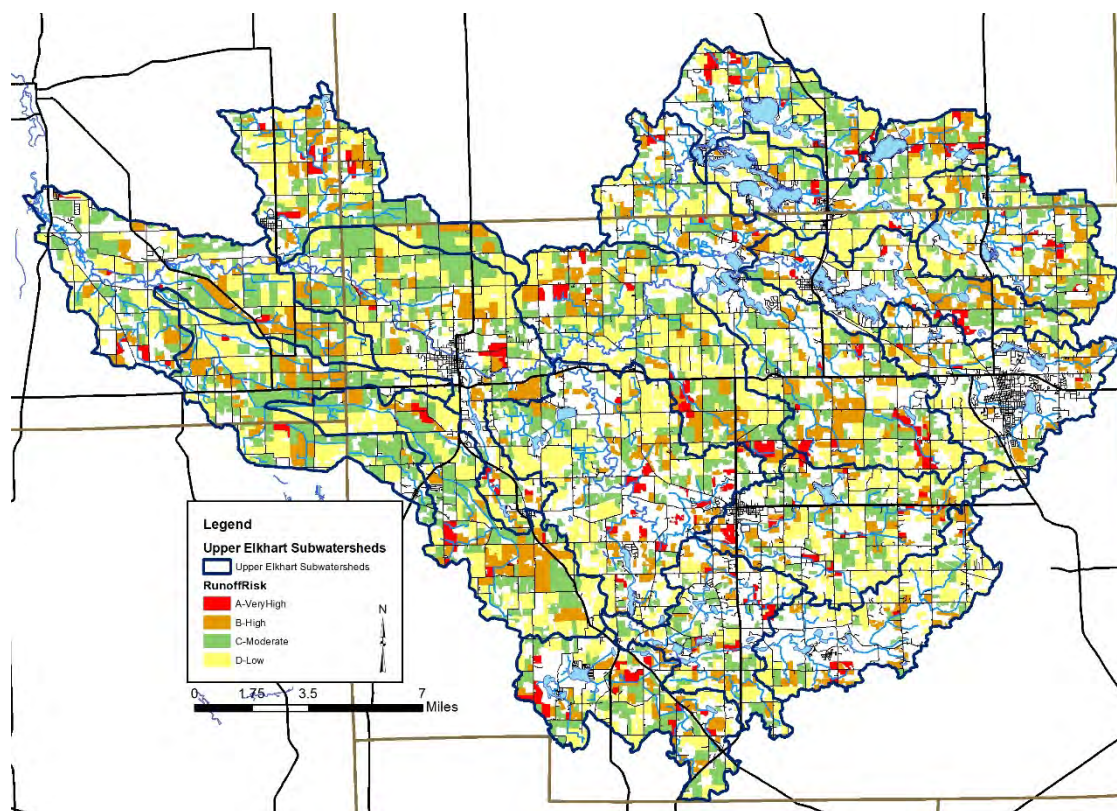 Legend
Upper Elkhart Subwatersheds
Upper Elkhart Subwatersheds
RunoffRisk
A-VeryHigh
B-High
C-Moderate
D-Low
N
0 1.75 3.5 7
Miles